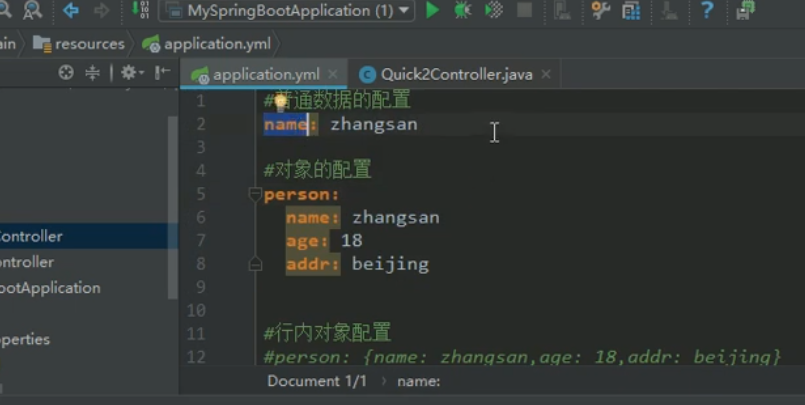 MySpringBootApplication (1)
ain resources application.yml
application.yml Quick2Controller.java
1 #普通数据的配置
2 name: zhangsan
3
4 #对象的配置
5 person:
6 name: zhangsan
7 age: 18
8 addr: beijing
9
10
11 #行内对象配置
12 #person: {name: zhangsan,age: 18,addr: beijing}
Controller
ontroller
ootApplication
operties
Document 1/1 name: